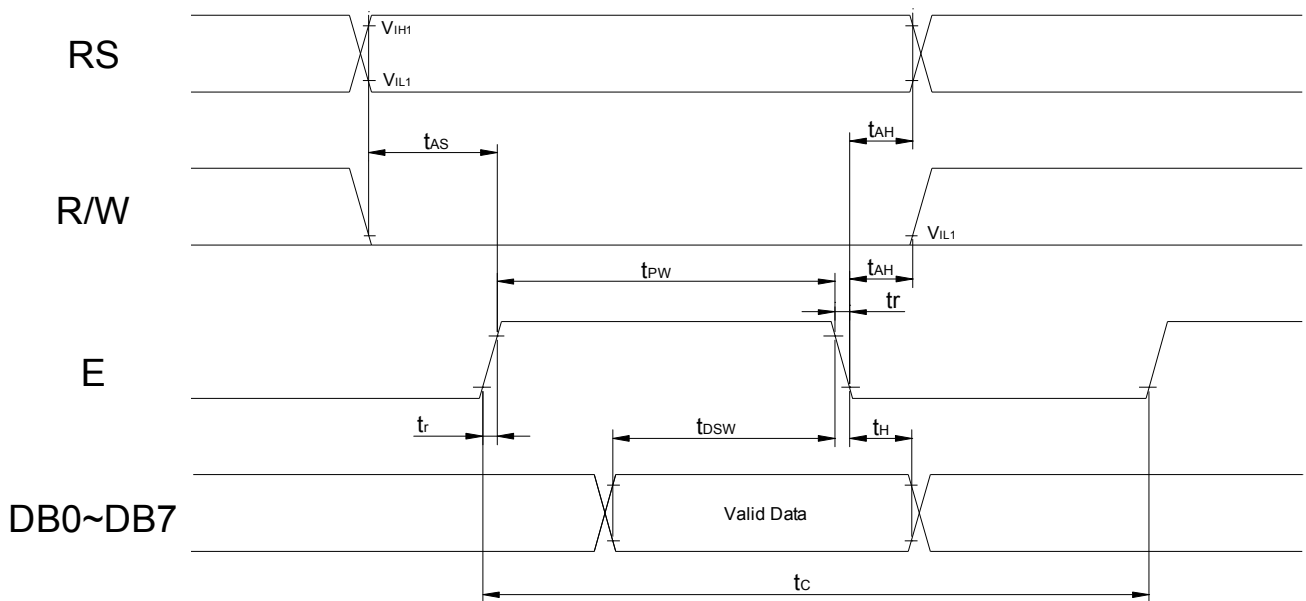 RS
VIH1
VIL1
tAS
tAH
R/W
VIL1
tPW
tAH
tr
E
tr
tDSW
tH
DB0~DB7
Valid Data
tC